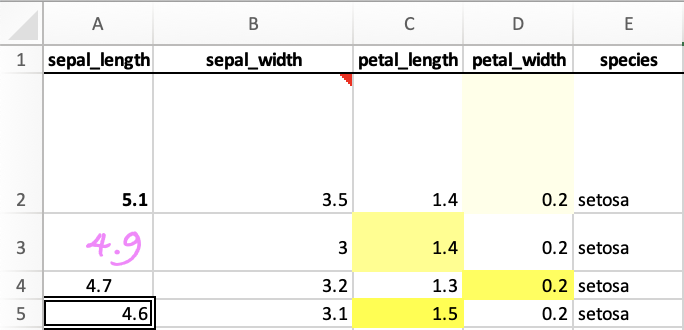 A B C D E
1 sepal_length sepal_width petal_length petal_width species
2 5.1 3.5 1.4 0.2 setosa
3 4.9 3 1.4 0.2 setosa
4 4.7 3.2 1.3 0.2 setosa
5 4.6 3.1 1.5 0.2 setosa